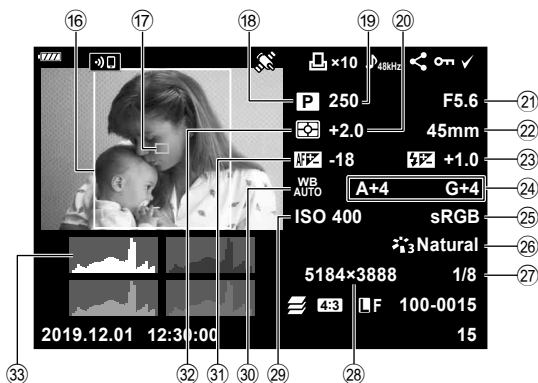 16 17 18 19 20
×10 48kHz
P 250 F5.6 21
+2.0 45mm 22
AF -18 +1.0 23
WB AUTO A+4 G+4 24
ISO 400 sRGB 25
3 Natural 26
5184×3888 1/8 27
4:3 L F 100-0015
2019.12.01 12:30:00 15
33 32 31 30 29 28